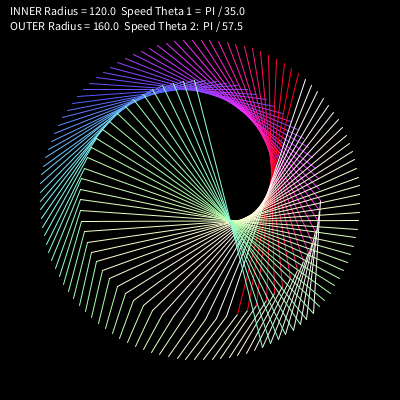 INNER Radius = 120.0 Speed Theta 1 = PI / 35.0
OUTER Radius = 160.0 Speed Theta 2: PI / 57.5